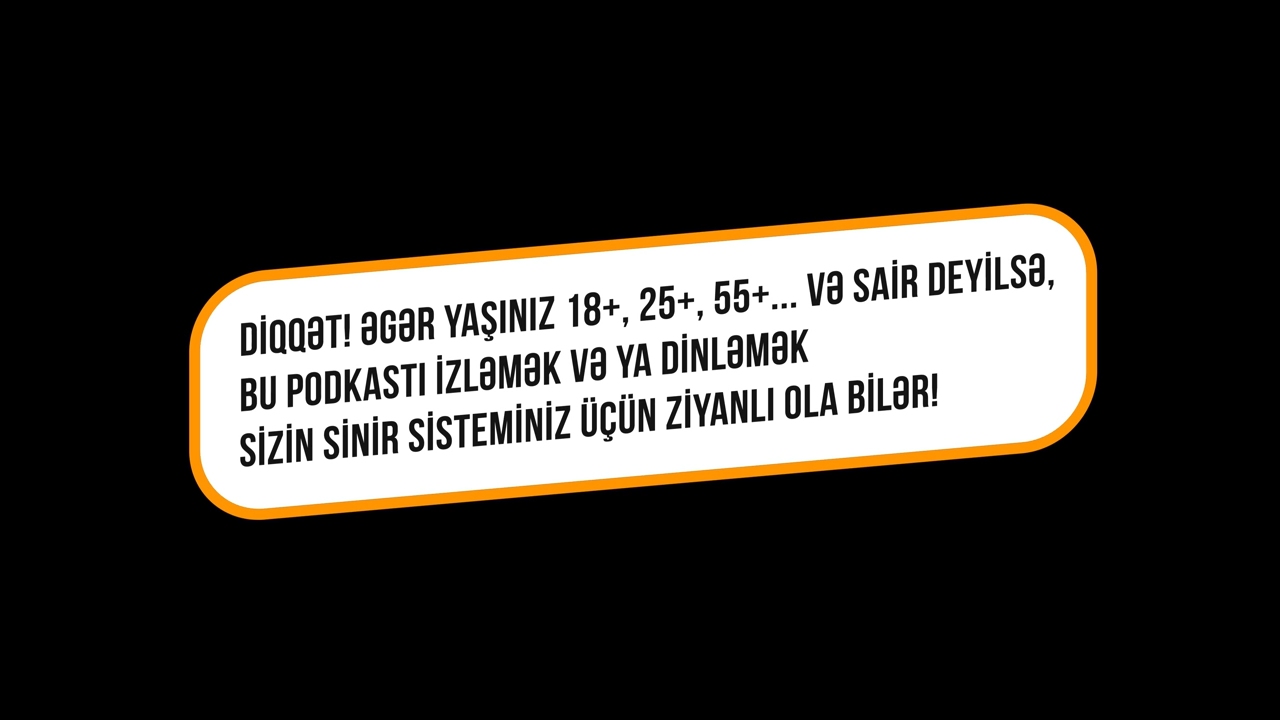 DİQQƏT! ƏGƏR YAŞINIZ 18+, 25+, 55+... VƏ SAİR DEYİLSƏ,
BU PODKASTI İZLƏMƏK VƏ YA DİNLƏMƏK
SİZİN SİNİR SİSTEMİNİZ ÜÇÜN ZİYANLI OLA BİLƏR!